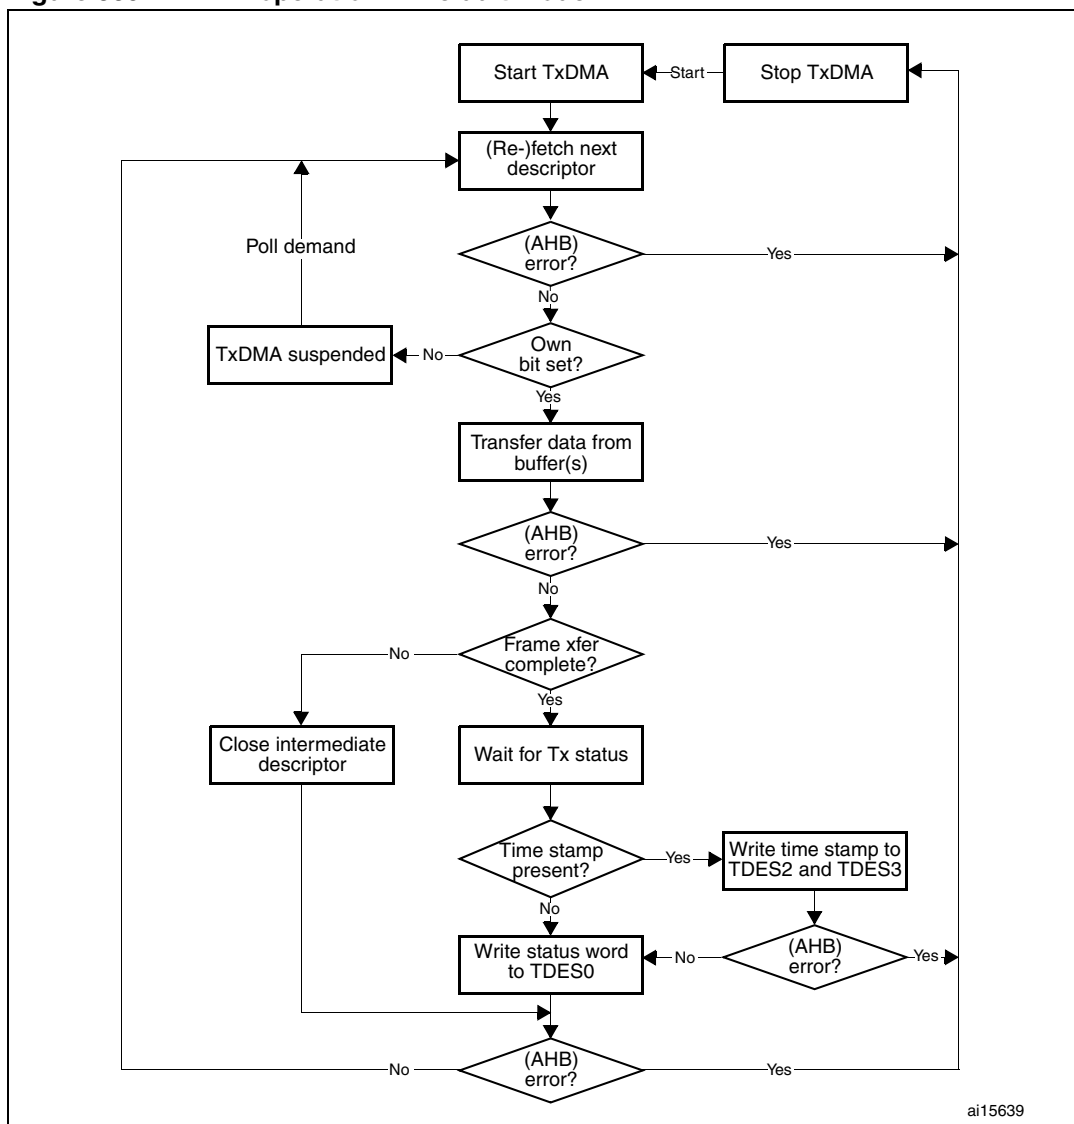 Start TxDMA
Start
Stop TxDMA
(Re-)fetch next
descriptor
Poll demand
(AHB)
error?
Yes
No
TxDMA suspended
No
Own
bit set?
Yes
Transfer data from
buffer(s)
(AHB)
error?
Yes
No
No
Frame xfer
complete?
Yes
Close intermediate
descriptor
Wait for Tx status
Time stamp
present?
Yes
Write time stamp to
TDES2 and TDES3
No
Write status word
to TDES0
No
(AHB)
error?
Yes
No
(AHB)
error?
Yes
ai15639